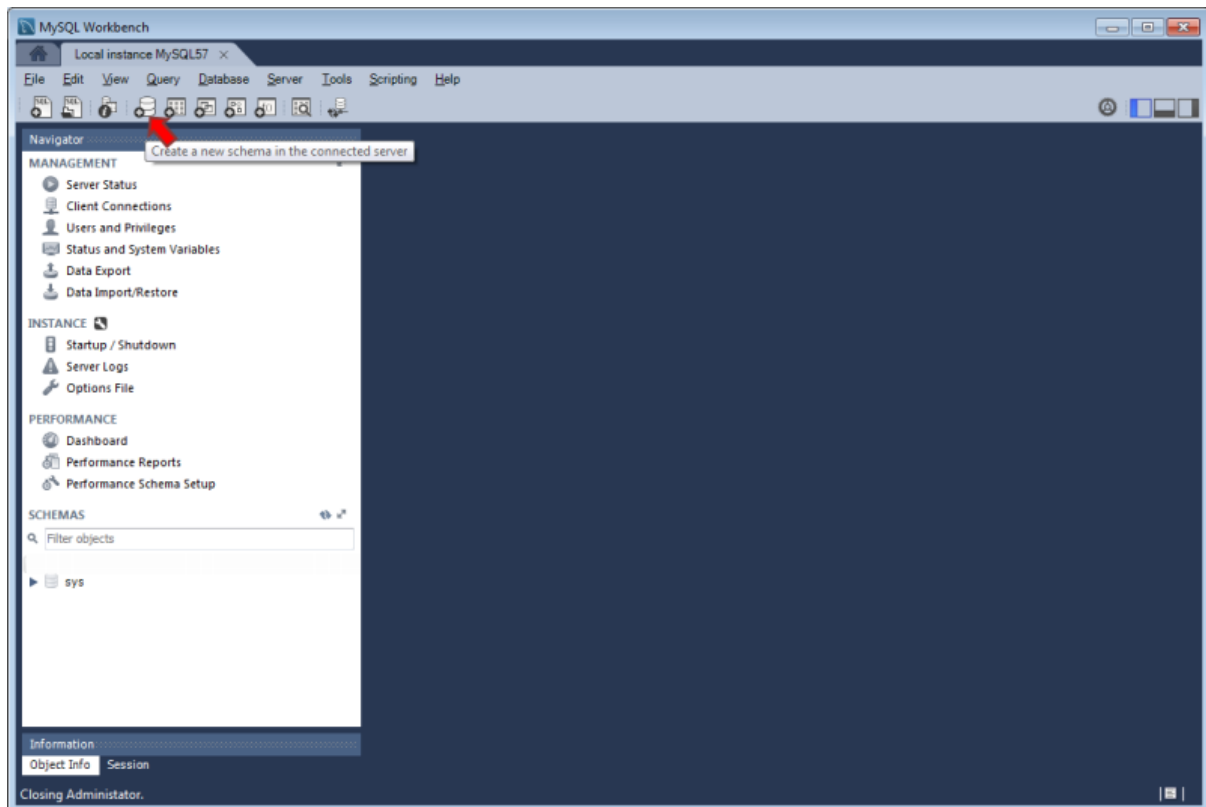 MySQL Workbench
Local instance MySQL57
File Edit View Query Database Server Tools Scripting Help
Navigator
Create a new schema in the connected server
MANAGEMENT
Server Status
Client Connections
Users and Privileges
Status and System Variables
Data Export
Data Import/Restore
INSTANCE
Startup / Shutdown
Server Logs
Options File
PERFORMANCE
Dashboard
Performance Reports
Performance Schema Setup
SCHEMAS
Filter objects
sys
Information
Object Info Session
Closing Administator.